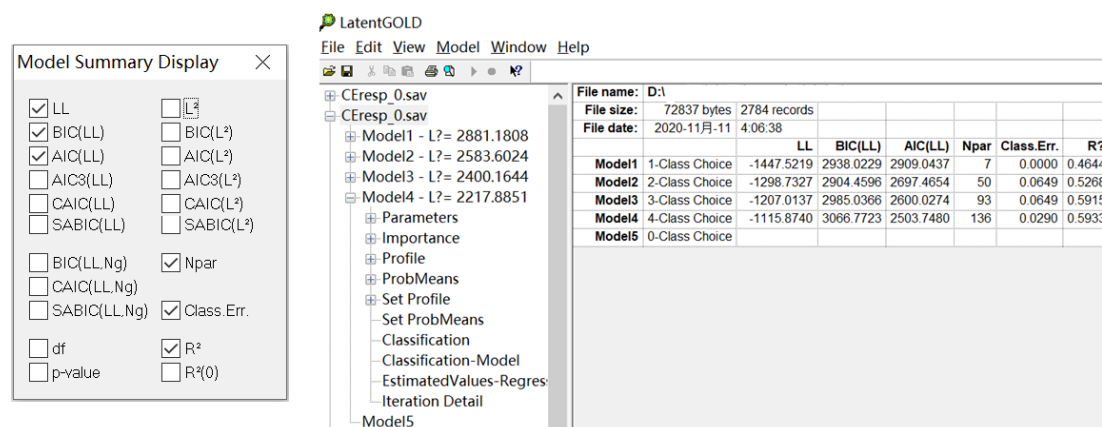 Model Summary Display
LL L²
BIC(LL) BIC(L²)
AIC(LL) AIC(L²)
AIC3(LL) AIC3(L²)
CAIC(LL) CAIC(L²)
SABIC(LL) SABIC(L²)
BIC(LL,Ng) Npar
CAIC(LL,Ng)
SABIC(LL,Ng) Class.Err.
df R²
p-value R²(0)
LatentGOLD
File Edit View Model Window Help
CEresp_0.sav
CEresp_0.sav
Model1 - L?= 2881.1808
Model2 - L?= 2583.6024
Model3 - L?= 2400.1644
Model4 - L?= 2217.8851
Parameters
Importance
Profile
ProbMeans
Set Profile
Set ProbMeans
Classification
Classification-Model
EstimatedValues-Regres
Iteration Detail
Model5
File name: D:\
File size: 72837 bytes 2784 records
File date: 2020-11月-11 4:06:38
LL BIC(LL) AIC(LL) Npar Class.Err. R?
Model1 1-Class Choice -1447.5219 2938.0229 2909.0437 7 0.0000 0.4644
Model2 2-Class Choice -1298.7327 2904.4596 2697.4654 50 0.0649 0.5268
Model3 3-Class Choice -1207.0137 2985.0366 2600.0274 93 0.0649 0.5915
Model4 4-Class Choice -1115.8740 3066.7723 2503.7480 136 0.0290 0.5933
Model5 0-Class Choice